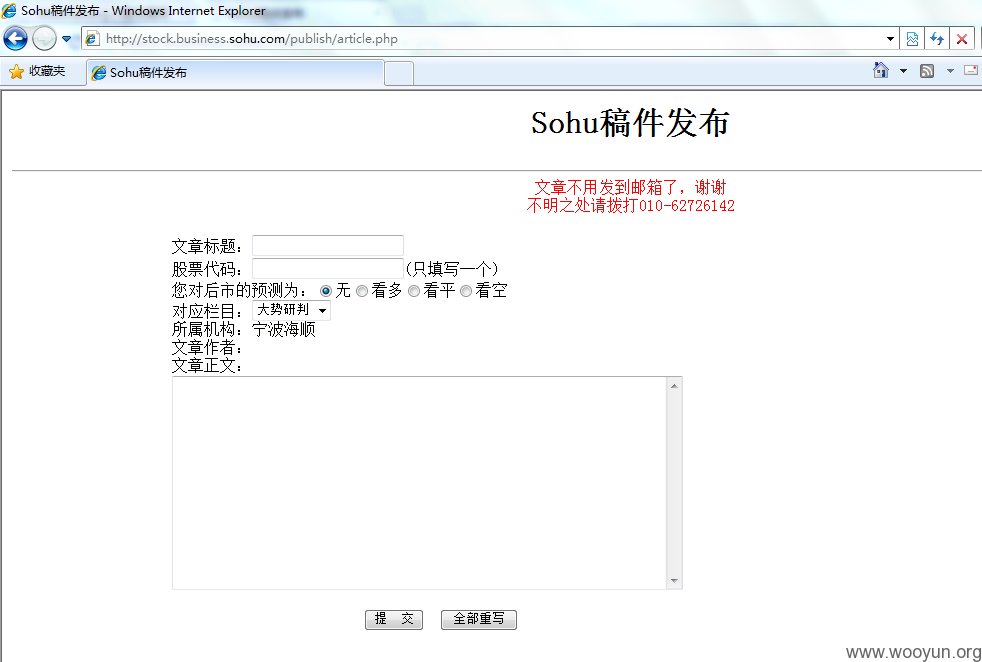 Sohu稿件发布 - Windows Internet Explorer
http://stock.business.sohu.com/publish/article.php
收藏夹
Sohu稿件发布
Sohu稿件发布
文章不用发到邮箱了，谢谢
不明之处请拨打010-62726142
文章标题：
股票代码： (只填写一个)
您对后市的预测为： 无 看多 看平 看空
对应栏目： 大势研判
所属机构：宁波海顺
文章作者：
文章正文：
提 交 全部重写
www.wooyun.org